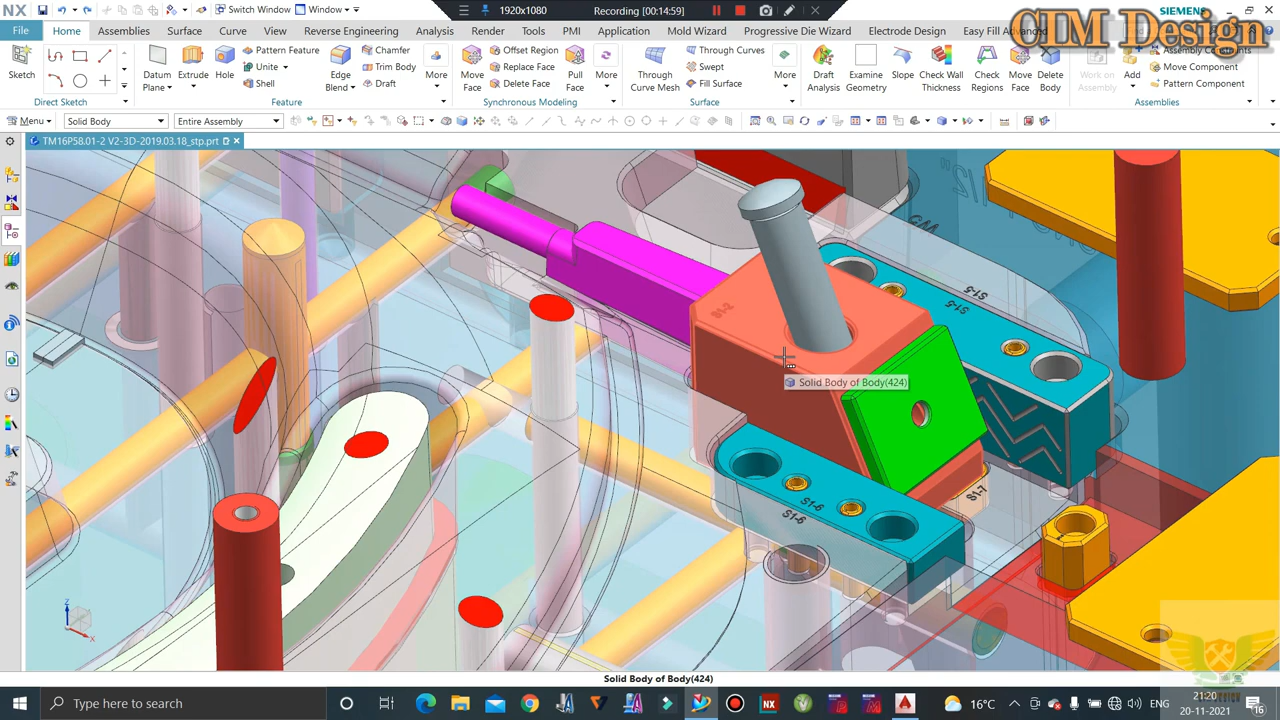 NX
Switch Window
Window
1920x1080
Recording [00:14:59]
SIEMENS
CIM Design
File
Home
Assemblies
Surface
Curve
View
Reverse Engineering
Analysis
Render
Tools
PMI
Application
Mold Wizard
Progressive Die Wizard
Electrode Design
Easy Fill Advanced
Sketch
Direct Sketch
Datum Plane
Extrude
Hole
Pattern Feature
Unite
Shell
Edge Blend
Chamfer
Trim Body
Draft
More
Feature
Move Face
Offset Region
Replace Face
Delete Face
Pull Face
More
Synchronous Modeling
Through Curve Mesh
Through Curves
Swept
Fill Surface
More
Surface
Draft Analysis
Examine Geometry
Slope
Check Wall Thickness
Check Regions
Move Face
Delete Body
Work on Assembly
Add
Assembly Constraints
Move Component
Pattern Component
Assemblies
Menu
Solid Body
Entire Assembly
TM16P58.01-2 V2-3D-2019.03.18_stp.prt
S1-2
S1-5
S1-5
S1-6
S1-6
S1-7
Solid Body of Body(424)
Z
X
Solid Body of Body(424)
Type here to search
16°C
ENG
21:20
20-11-2021
16